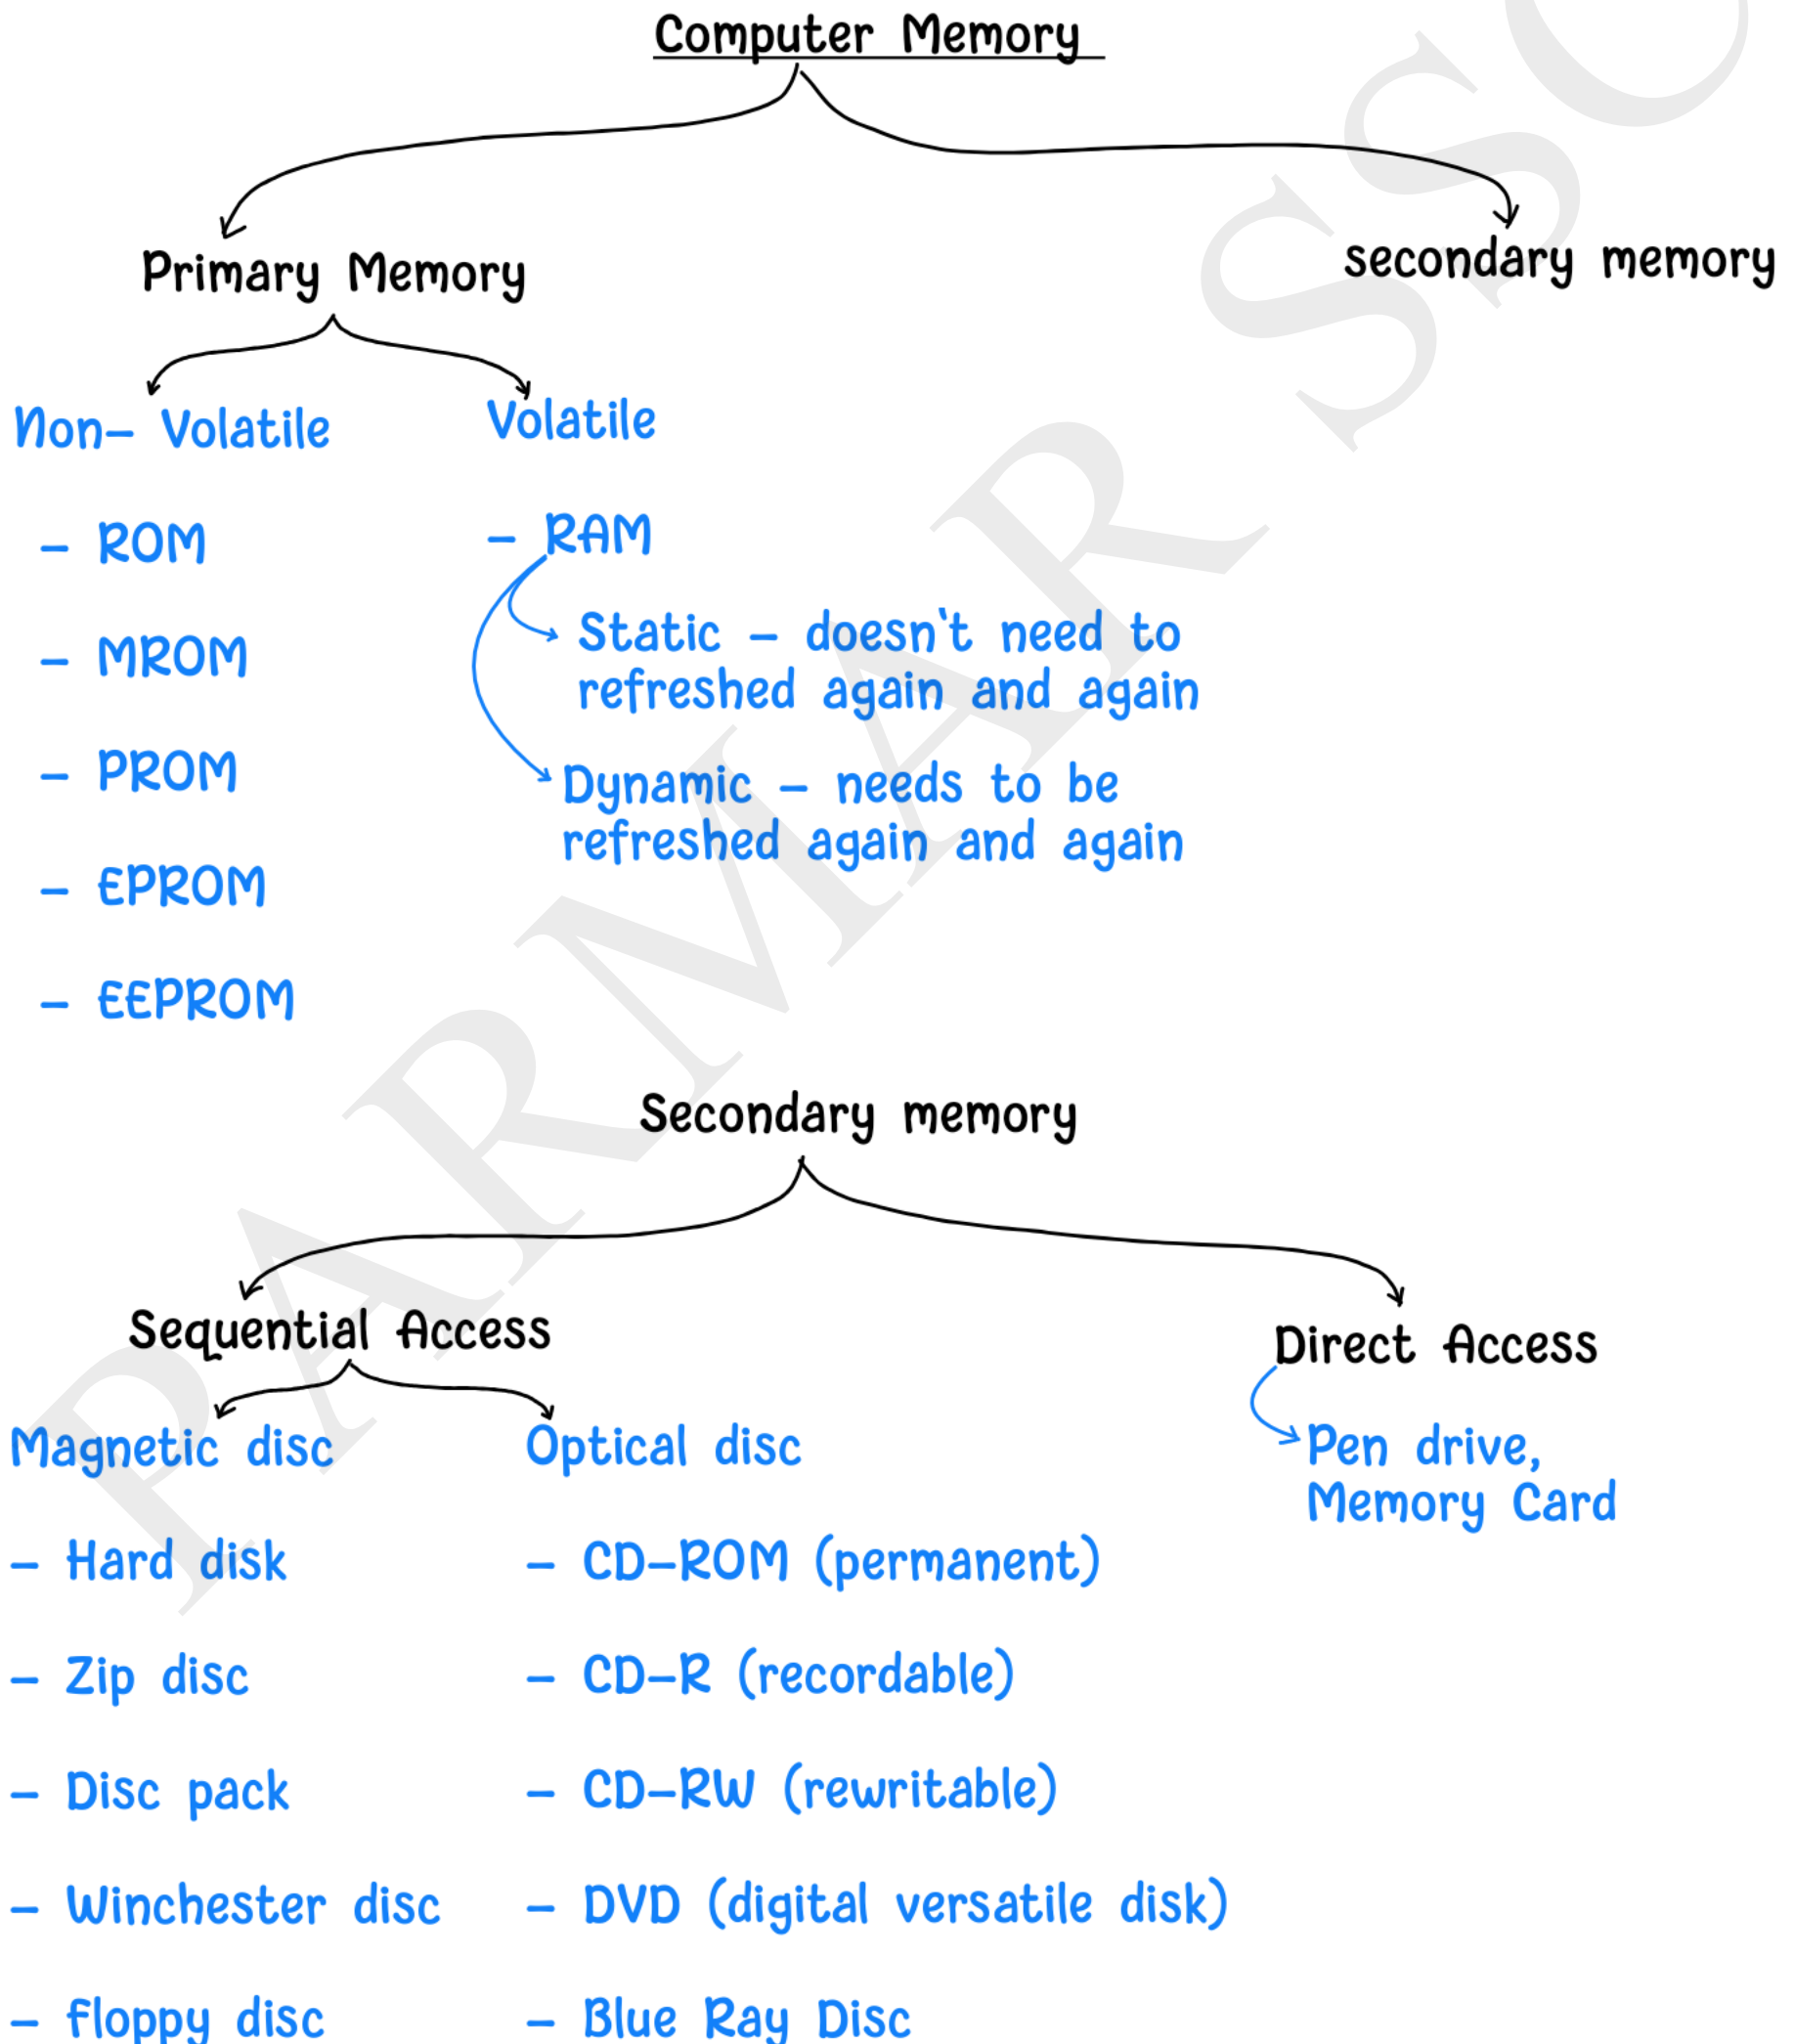 Computer Memory
Primary Memory
secondary memory
Non- Volatile
Volatile
- ROM
- RAM
Static - doesn't need to
refreshed again and again
- MROM
- PROM
Dynamic - needs to be
refreshed again and again
- EPROM
- EEPROM
Secondary memory
Sequential Access
Direct Access
Magnetic disc
Optical disc
Pen drive,
Memory Card
- Hard disk
- CD-ROM (permanent)
- Zip disc
- CD-R (recordable)
- Disc pack
- CD-RW (rewritable)
- Winchester disc
- DVD (digital versatile disk)
- floppy disc
- Blue Ray Disc
PARMAR SSC